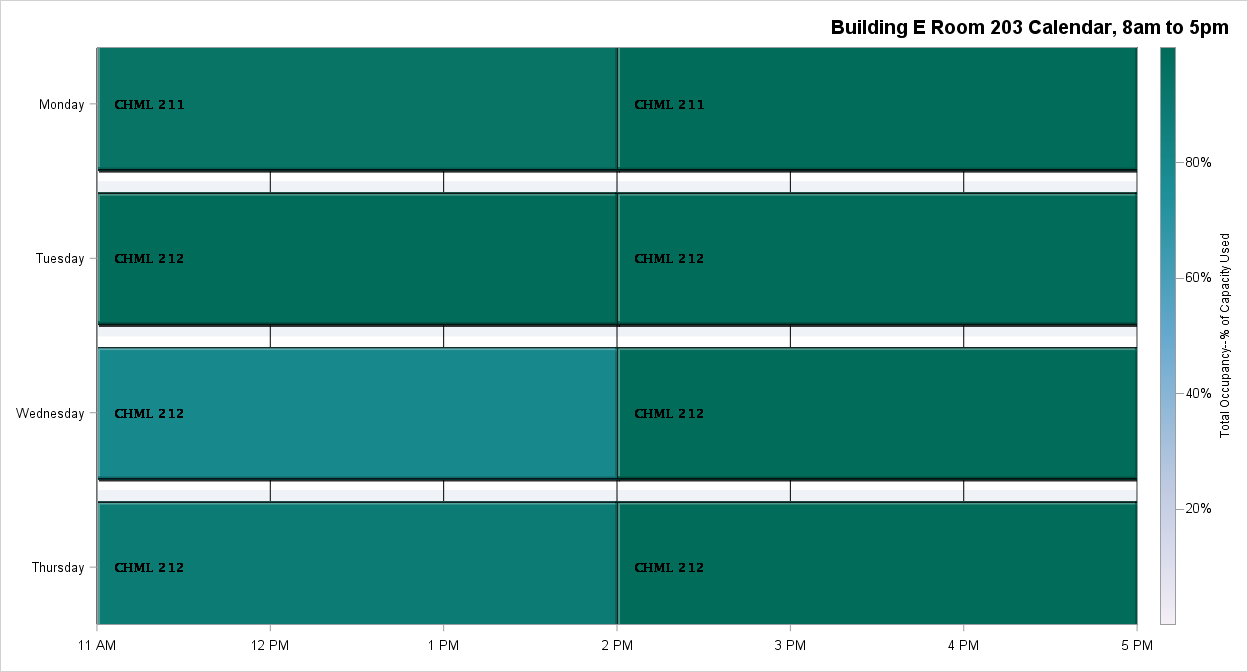 Building E Room 203 Calendar, 8am to 5pm
Monday
CHML 211
CHML 211
Tuesday
CHML 212
CHML 212
Wednesday
CHML 212
CHML 212
Thursday
CHML 212
CHML 212
11 AM
12 PM
1 PM
2 PM
3 PM
4 PM
5 PM
80%
60%
40%
20%
Total Occupancy--% of Capacity Used